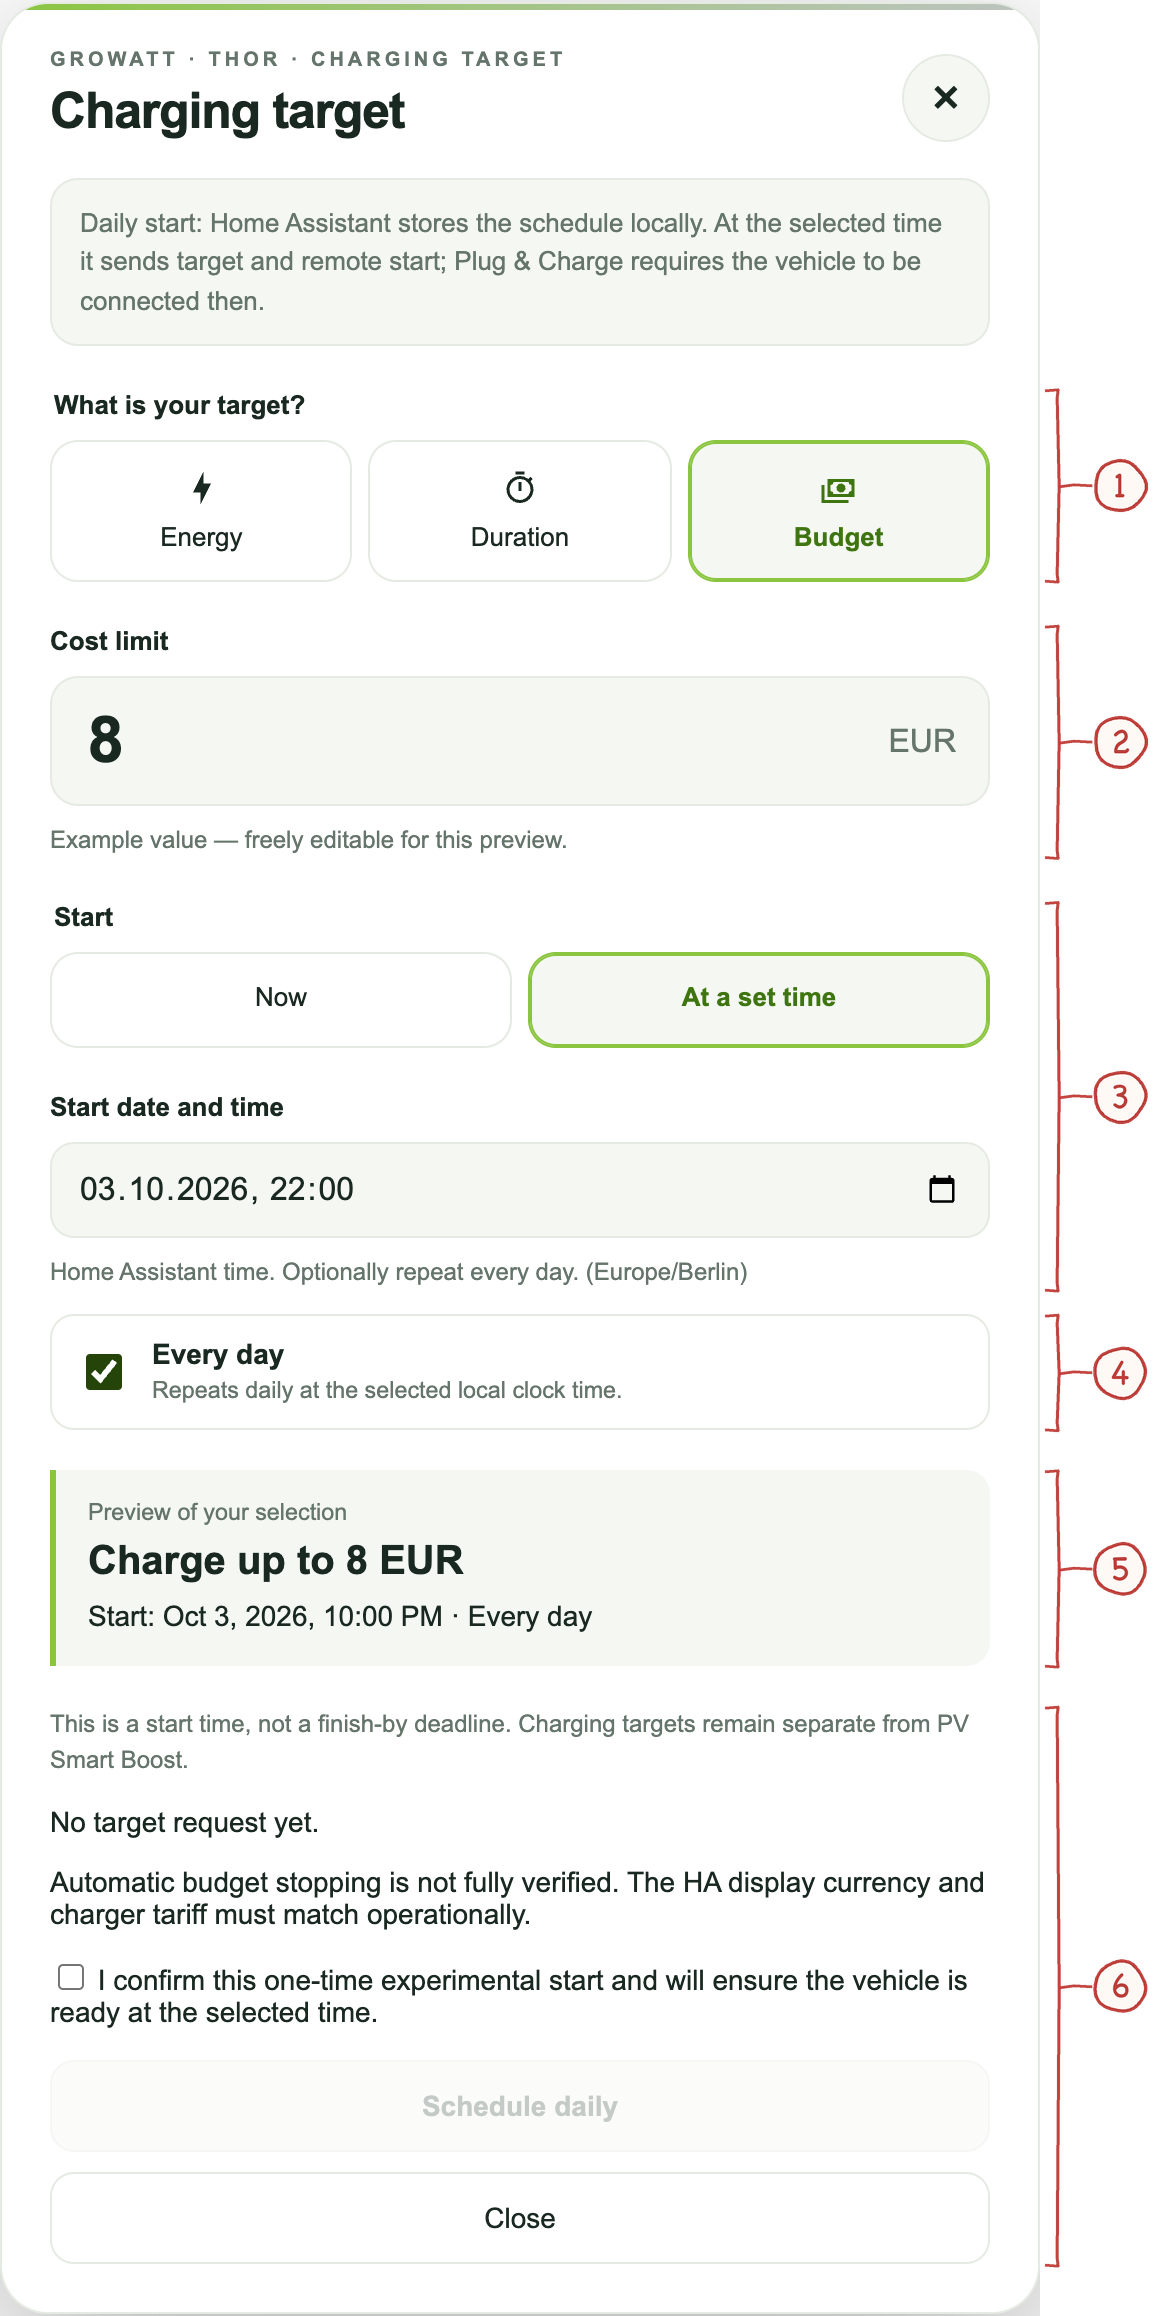 GROWATT · THOR · CHARGING TARGET
Charging target
Daily start: Home Assistant stores the schedule locally. At the selected time
it sends target and remote start; Plug & Charge requires the vehicle to be
connected then.
What is your target?
Energy
Duration
Budget
1
Cost limit
8
EUR
2
Example value — freely editable for this preview.
Start
Now
At a set time
3
Start date and time
03.10.2026, 22:00
Home Assistant time. Optionally repeat every day. (Europe/Berlin)
Every day
Repeats daily at the selected local clock time.
4
Preview of your selection
Charge up to 8 EUR
Start: Oct 3, 2026, 10:00 PM · Every day
5
This is a start time, not a finish-by deadline. Charging targets remain separate from PV
Smart Boost.
No target request yet.
Automatic budget stopping is not fully verified. The HA display currency and
charger tariff must match operationally.
I confirm this one-time experimental start and will ensure the vehicle is
ready at the selected time.
6
Schedule daily
Close